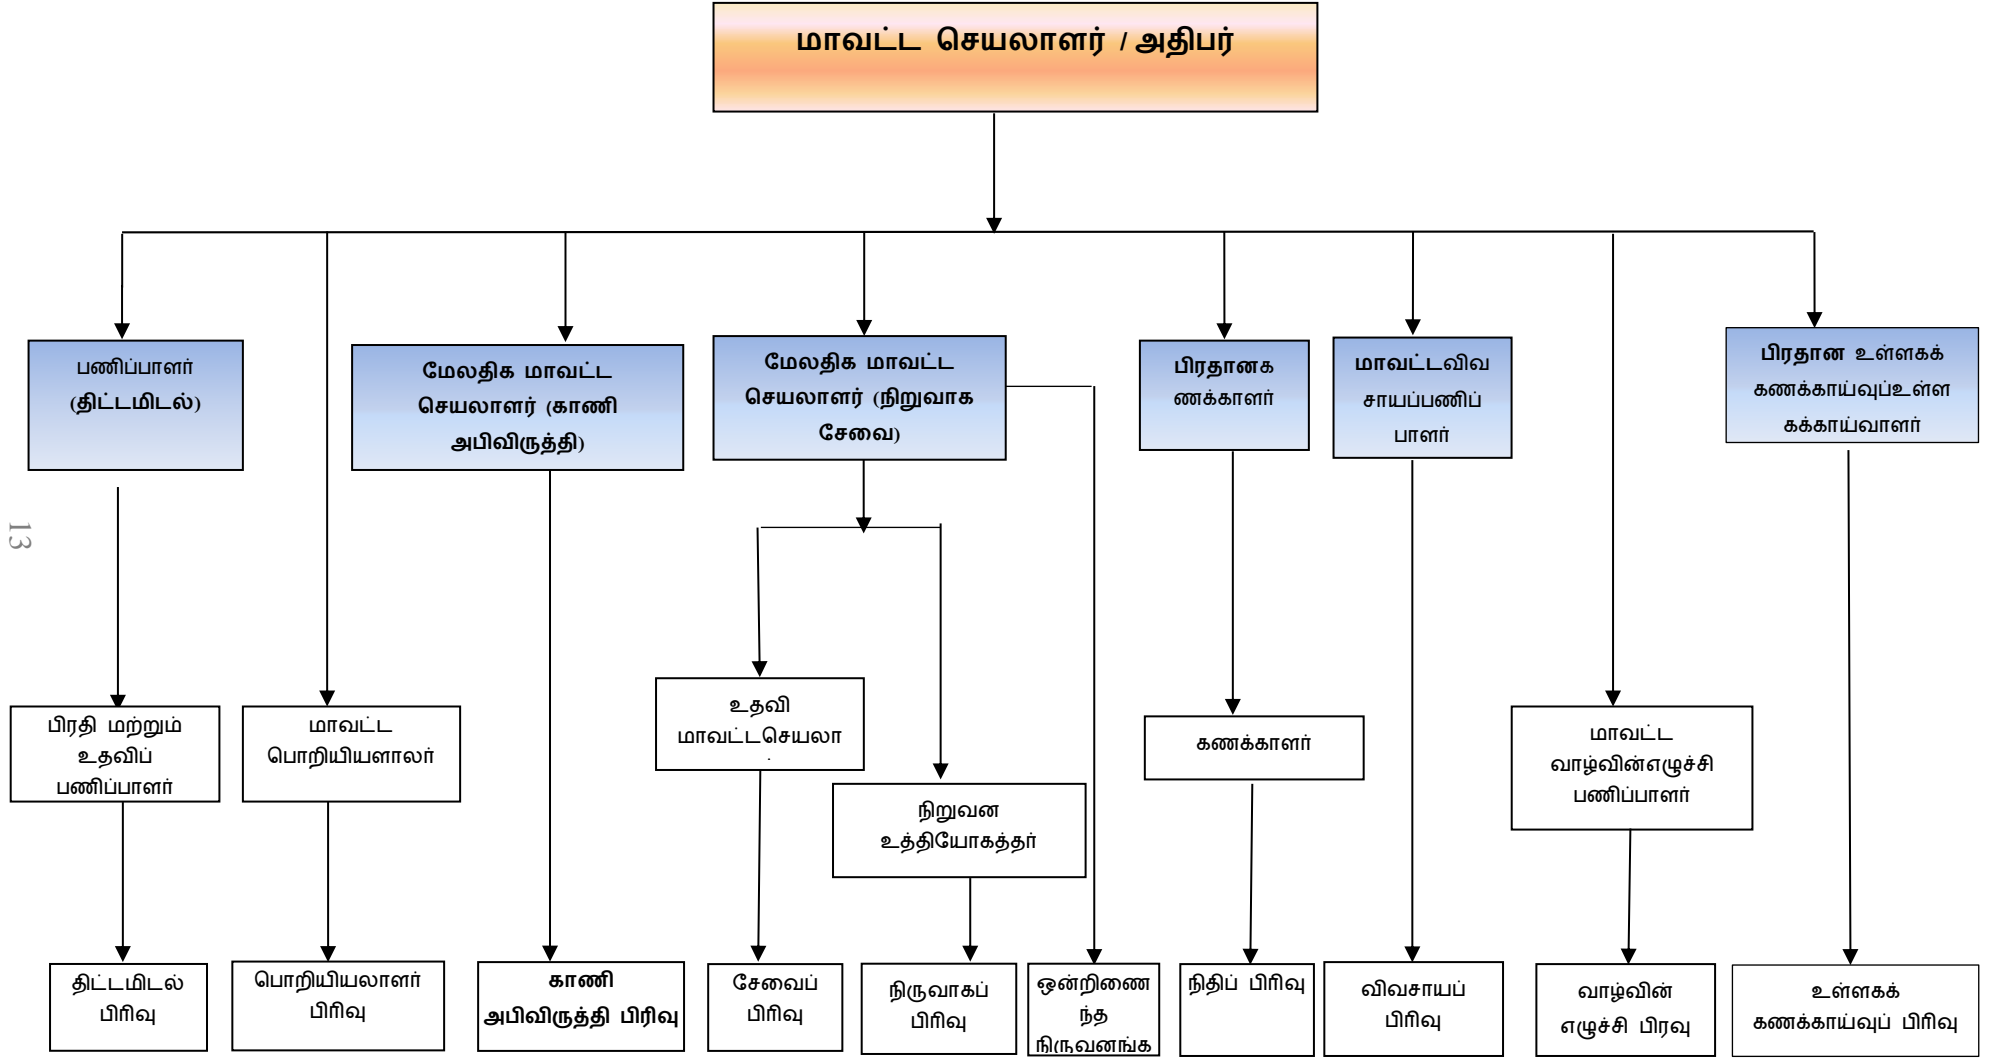 மாவட்ட செயலாளர் / அதிபர்
பணிப்பாளர்
(திட்டமிடல்)
மேலதிக மாவட்ட
செயலாளர் (காணி
அபிவிருத்தி)
மேலதிக மாவட்ட
செயலாளர் (நிறுவாக
சேவை)
பிரதானக
ணக்காளர்
மாவட்டவிவ
சாயப்பணிப்
பாளர்
பிரதான உள்ளகக்
கணக்காய்வுப்உள்ள
கக்காய்வாளர்
13
பிரதி மற்றும்
உதவிப்
பணிப்பாளர்
மாவட்ட
பொறியியளாலர்
உதவி
மாவட்டசெயலா
நிறுவன
உத்தியோகத்தர்
கணக்காளர்
மாவட்ட
வாழ்வின்எழுச்சி
பணிப்பாளர்
திட்டமிடல்
பிரிவு
பொறியியலாளர்
பிரிவு
காணி
அபிவிருத்தி பிரிவு
சேவைப்
பிரிவு
நிருவாகப்
பிரிவு
ஒன்றிணை
ந்த
நிருவனங்க
நிதிப் பிரிவு
விவசாயப்
பிரிவு
வாழ்வின்
எழுச்சி பிரவு
உள்ளகக்
கணக்காய்வுப் பிரிவு